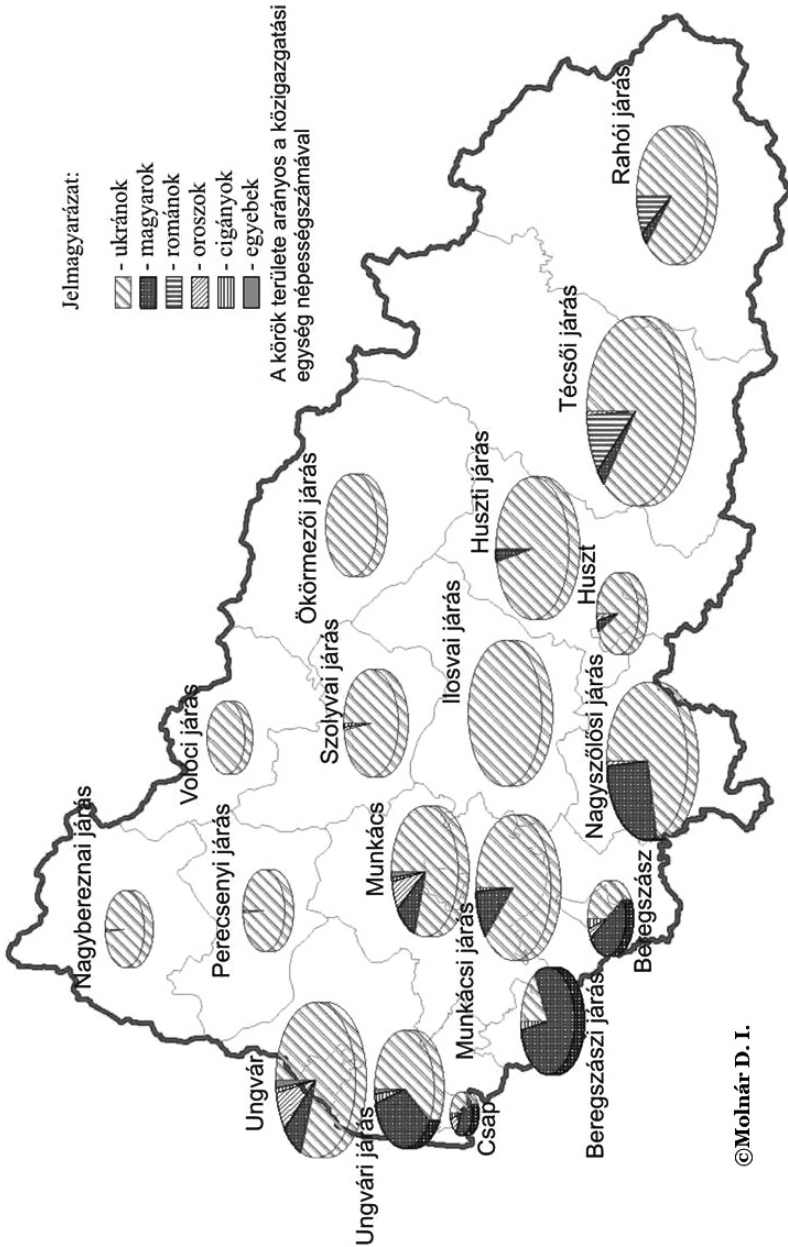 Jelmagyarázat:
- ukránok
- magyarok
- románok
- oroszok
- cigányok
- egyebek
A körök területe arányos a közigazgatási
egység népességszámával
Nagybereznai járás
Volóci járás
Perecsenyi járás
Ökörmezői járás
Szolyvai járás
Ungvár
Munkács
Ungvári járás
Ilosvai járás
Huszti járás
Rahói járás
Técsői járás
Munkácsi járás
Csap
Huszt
Nagyszőlősi járás
Beregszászi járás
Beregszász
©Molnár D. I.